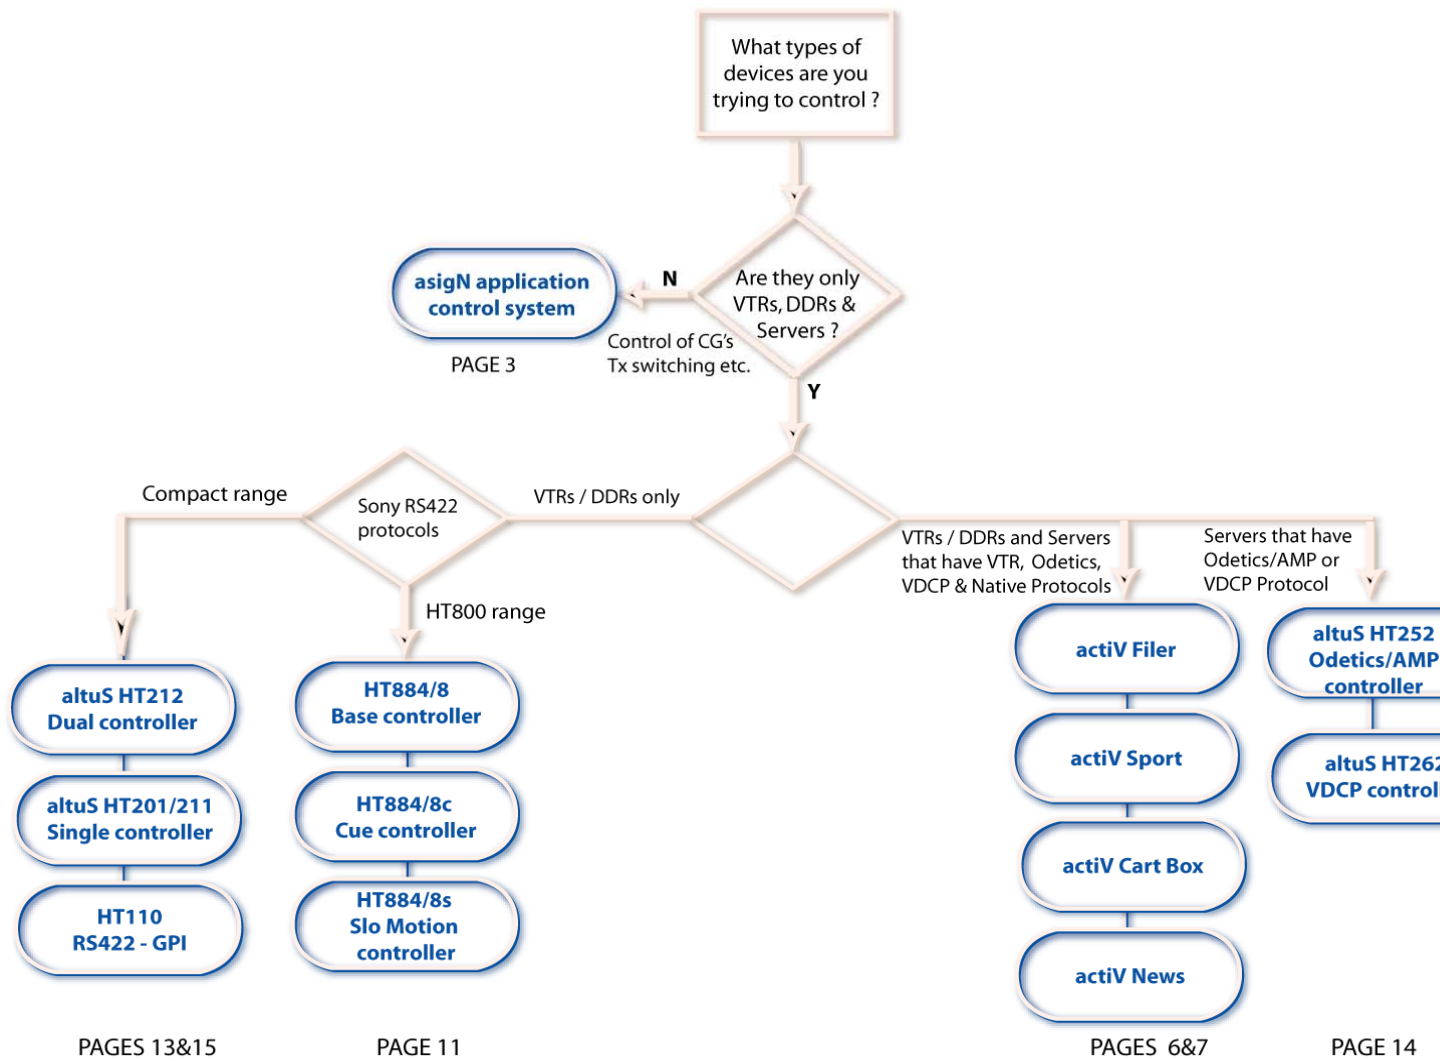 What types of
devices are you
trying to control ?
Are they only
VTRs, DDRs &
Servers ?
N
asigN application
control system
PAGE 3
Control of CG's
Tx switching etc.
Y
Compact range
Sony RS422
protocols
VTRs / DDRs only
HT800 range
VTRs / DDRs and Servers
that have VTR, Odetics,
VDCP & Native Protocols
Servers that have
Odetics/AMP or
VDCP Protocol
altuS HT212
Dual controller
altuS HT201/211
Single controller
HT110
RS422 - GPI
PAGES 13&15
HT884/8
Base controller
HT884/8c
Cue controller
HT884/8s
Slo Motion
controller
PAGE 11
actiV Filer
actiV Sport
actiV Cart Box
actiV News
PAGES 6&7
altuS HT252
Odetics/AMP
controller
altuS HT262
VDCP control
PAGE 14